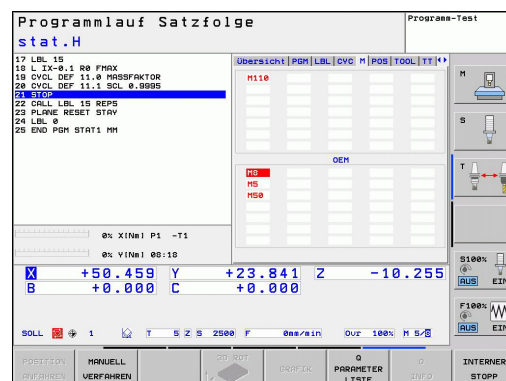 Programmlauf Satzfolge
Programm-Test
stat.H
17 LBL 15
18 L IX-0.1 R0 FMAX
19 CYCL DEF 11.0 MASSFAKTOR
20 CYCL DEF 11.1 SCL 0.9995
21 STOP
22 CALL LBL 15 REP5
23 PLANE RESET STAY
24 LBL 0
25 END PGM STAT1 MM
Übersicht PGM LBL CYC M POS TOOL TT
M110
OEM
M8
M5
M50
0% X[Nm] P1 -T1
0% Y[Nm] 08:18
X +50.459 Y +23.841 Z -10.255
B +0.000 C +0.000
SOLL 1 T 5 Z S 2500 F 0mm/min Ovr 100% M 5/8
M
S
T
S100%
AUS EIN
F100%
AUS EIN
POSITION ANFAHREN
MANUELL VERFAHREN
3D ROT
GRAFIK
Q PARAMETER LISTE
Q INFO
INTERNER STOPP